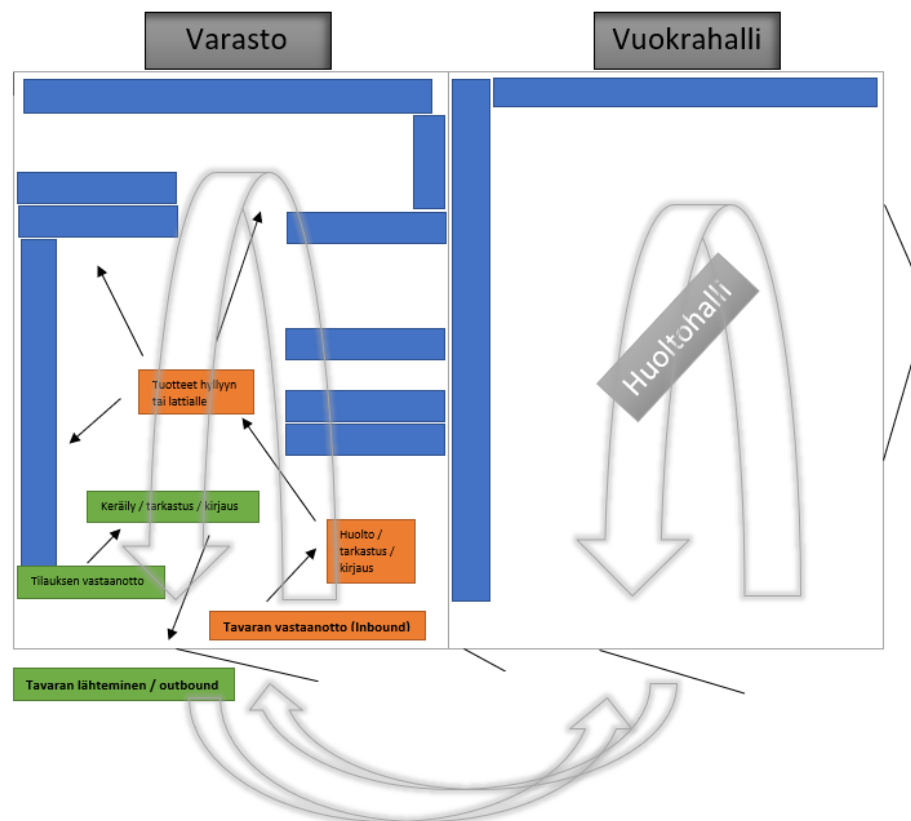 Varasto
Vuokrahalli
Huoltohalli
Tuotteet hyllyyn
tai lattialle
Keräily / tarkastus / kirjaus
Huolto /
tarkastus /
kirjaus
Tilauksen vastaanotto
Tavaran vastaanotto (Inbound)
Tavaran lähteminen / outbound